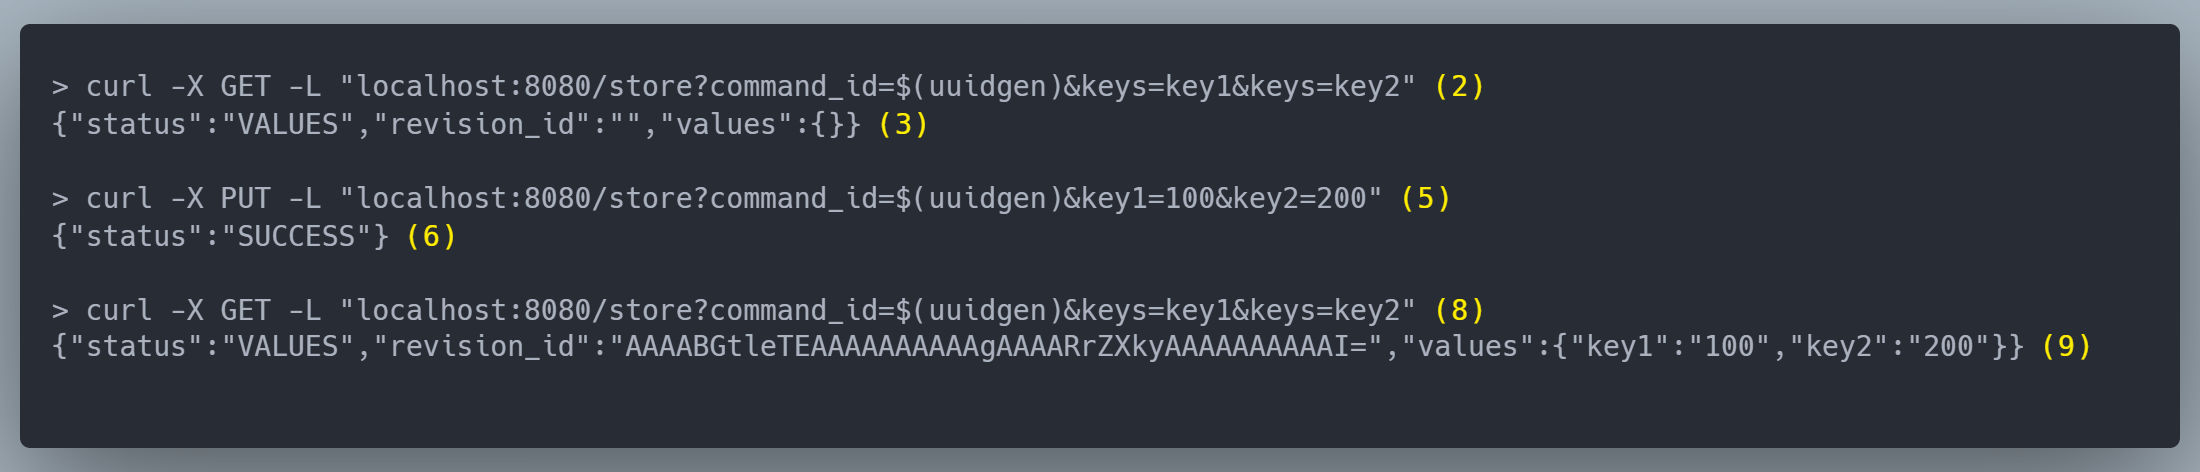 > curl -X GET -L "localhost:8080/store?command_id=$(uuidgen)&keys=key1&keys=key2" (2)
{"status":"VALUES","revision_id":"","values":{}} (3)
> curl -X PUT -L "localhost:8080/store?command_id=$(uuidgen)&key1=100&key2=200" (5)
{"status":"SUCCESS"} (6)
> curl -X GET -L "localhost:8080/store?command_id=$(uuidgen)&keys=key1&keys=key2" (8)
{"status":"VALUES","revision_id":"AAAABGtleTEAAAAAAAAAAgAAAARrZXkyAAAAAAAAAAI=","values":{"key1":"100","key2":"200"}} (9)